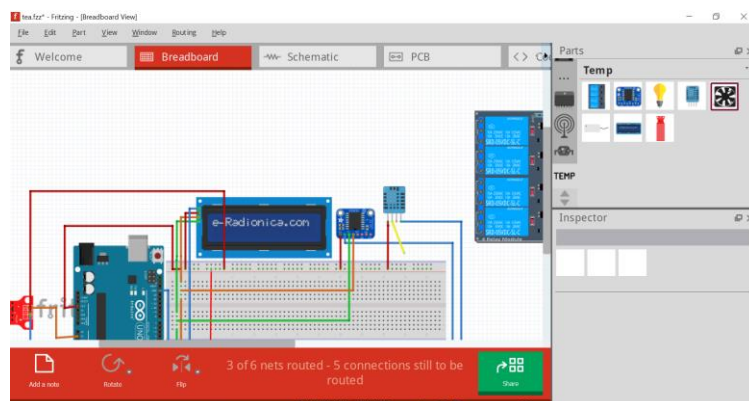 tea.fzz* - Fritzing - [Breadboard View]
File Edit Part View Window Routing Help
Welcome
Breadboard
Schematic
PCB
Parts
Temp
TEMP
e-Radionica.com
UNO
Inspector
Add a note
Rotate
Flip
3 of 6 nets routed - 5 connections still to be
routed
Share